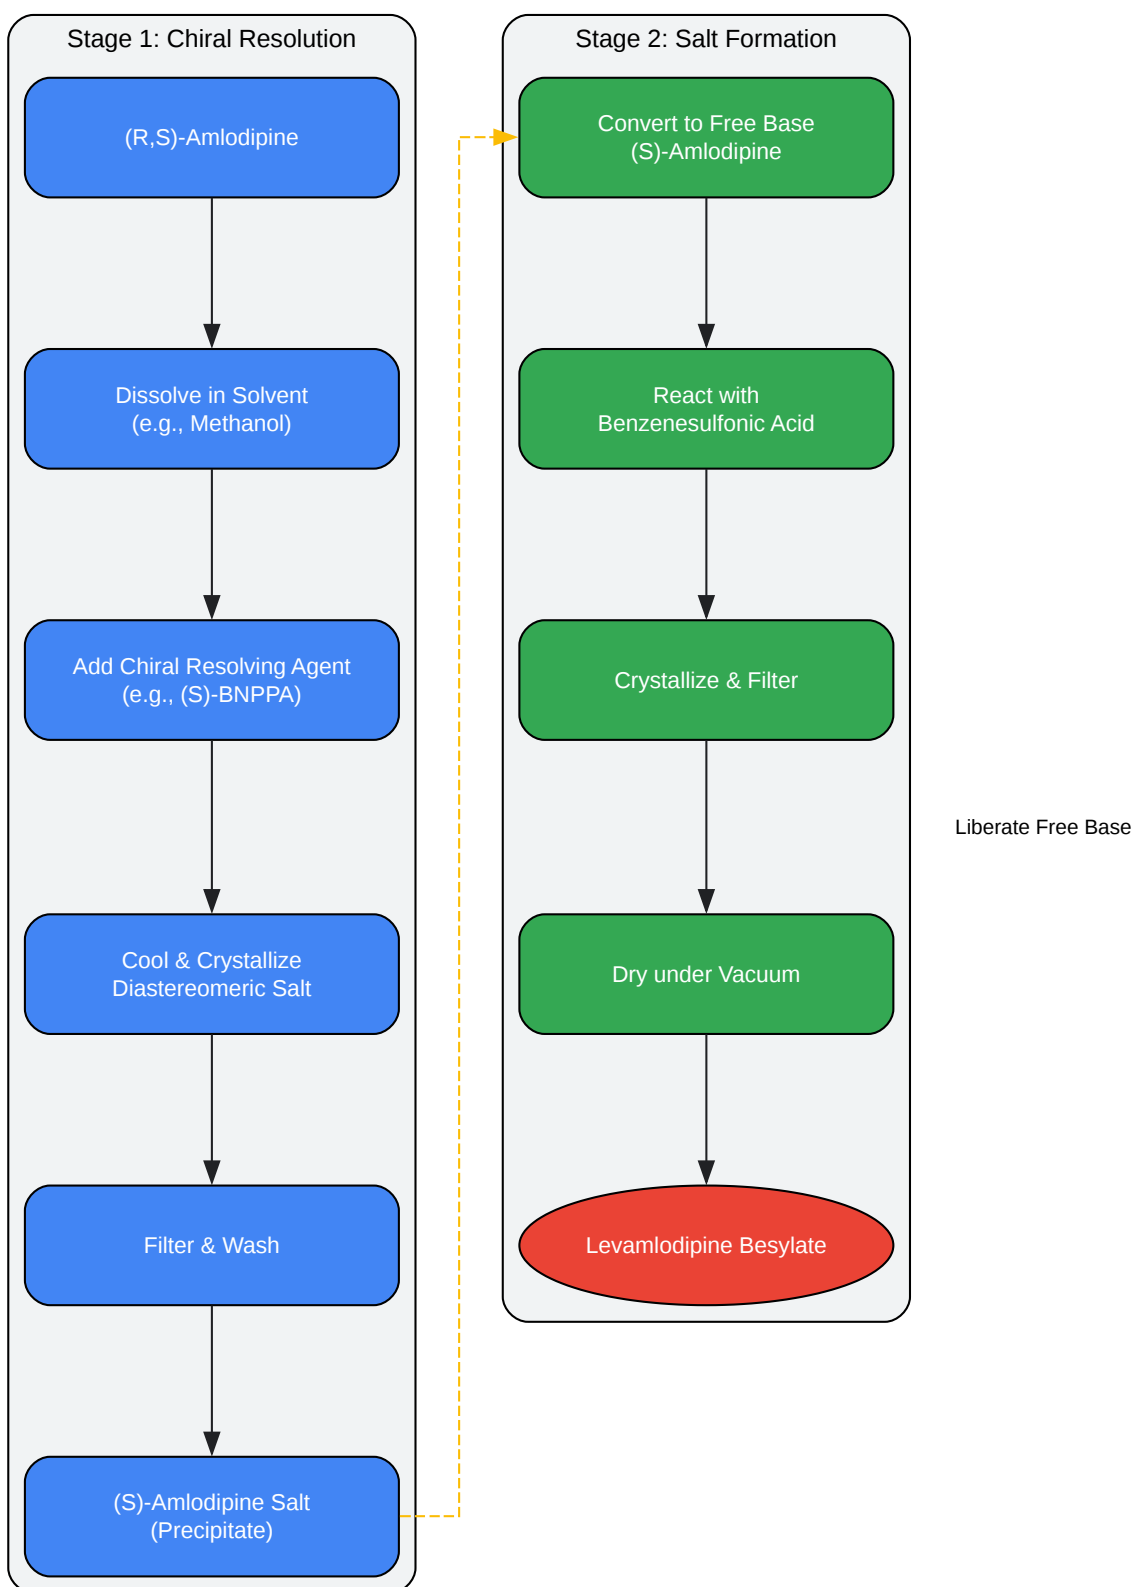 Stage 1: Chiral Resolution
(R,S)-Amlodipine
Dissolve in Solvent
(e.g., Methanol)
Add Chiral Resolving Agent
(e.g., (S)-BNPPA)
Cool & Crystallize
Diastereomeric Salt
Filter & Wash
(S)-Amlodipine Salt
(Precipitate)
Stage 2: Salt Formation
Convert to Free Base
(S)-Amlodipine
React with
Benzenesulfonic Acid
Crystallize & Filter
Dry under Vacuum
Levamlodipine Besylate
Liberate Free Base